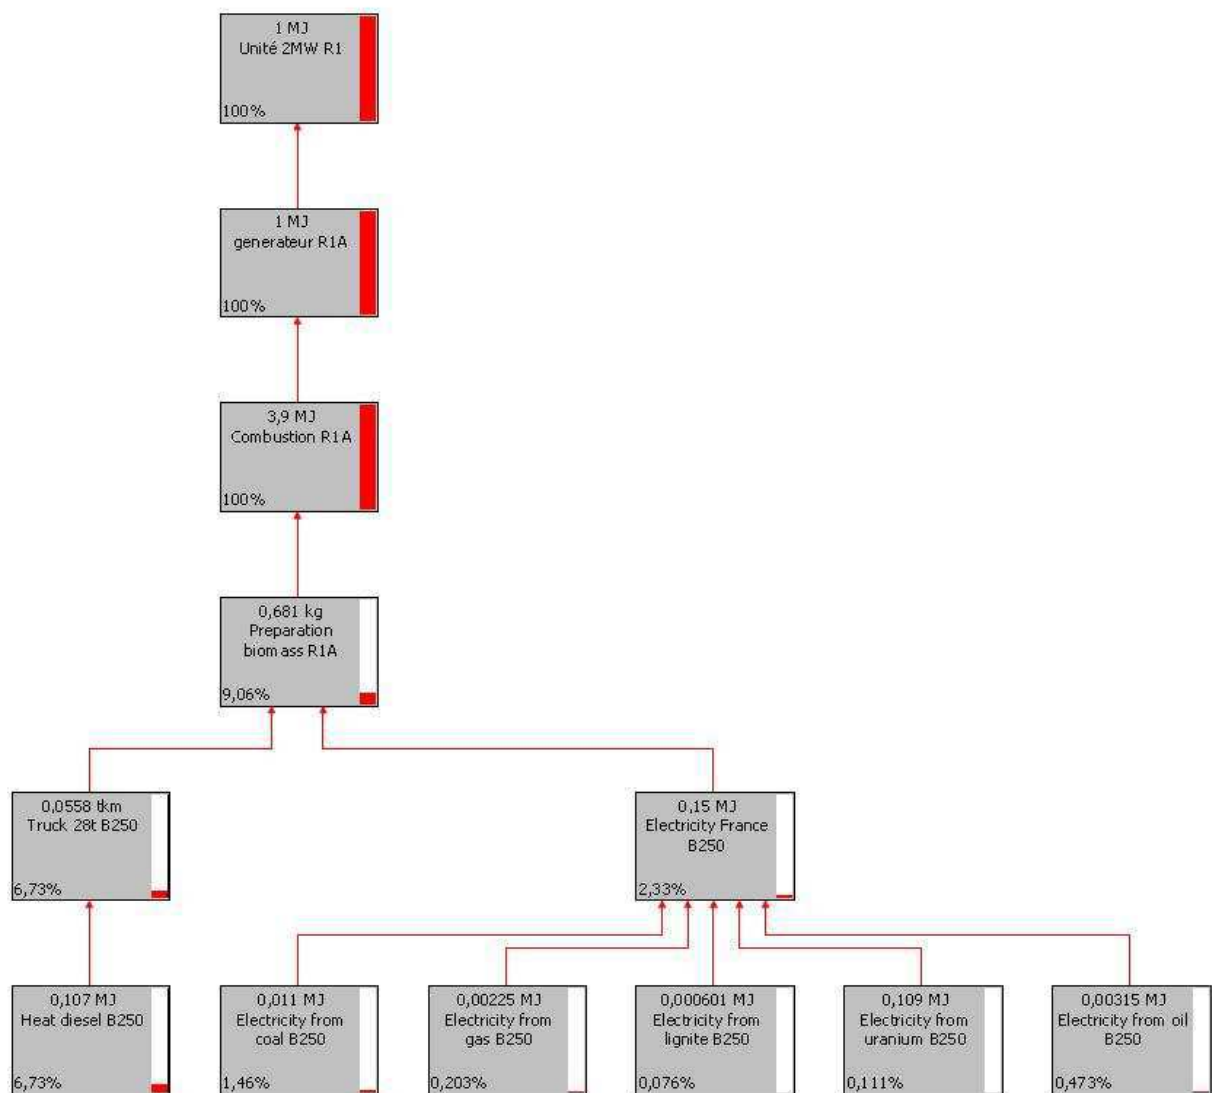 1 MJ
Unité 2MW R1
100%
1 MJ
generateur R1A
100%
3,9 MJ
Combustion R1A
100%
0,681 kg
Preparation
biomass R1A
9,06%
0,0558 tkm
Truck 28t B250
6,73%
0,15 MJ
Electricity France
B250
2,33%
0,107 MJ
Heat diesel B250
6,73%
0,011 MJ
Electricity from
coal B250
1,46%
0,00225 MJ
Electricity from
gas B250
0,203%
0,000601 MJ
Electricity from
lignite B250
0,076%
0,109 MJ
Electricity from
uranium B250
0,111%
0,00315 MJ
Electricity from oil
B250
0,473%